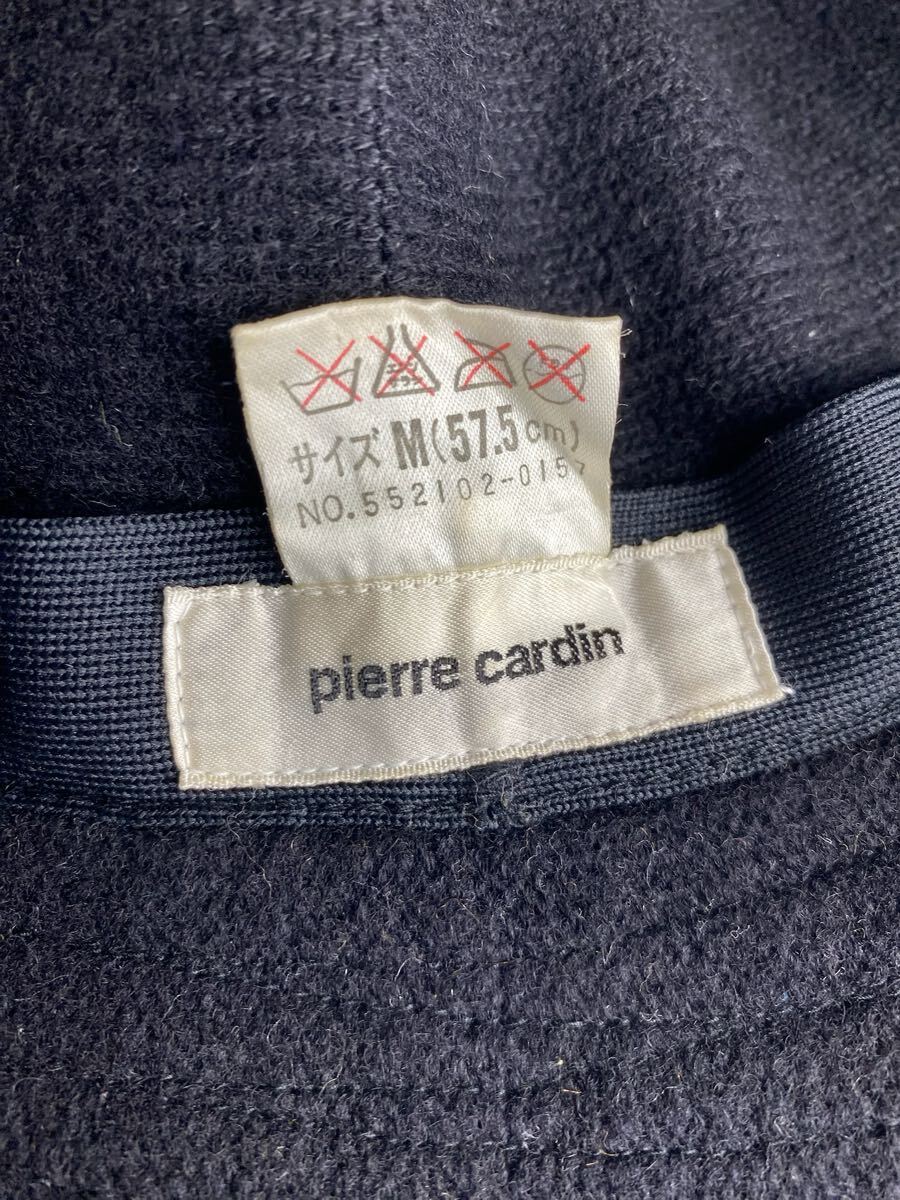 サイズ M(57.5cm)
NO.552102-0157
pierre cardin